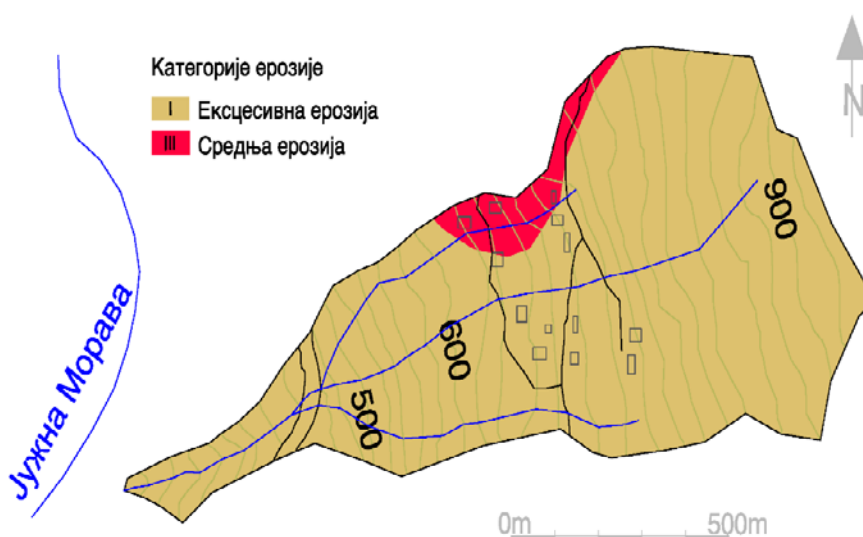 Категорије ерозије
I Ексцесивна ерозија
III Средња ерозија
N
900
600
500
Јужна Морава
0m 500m